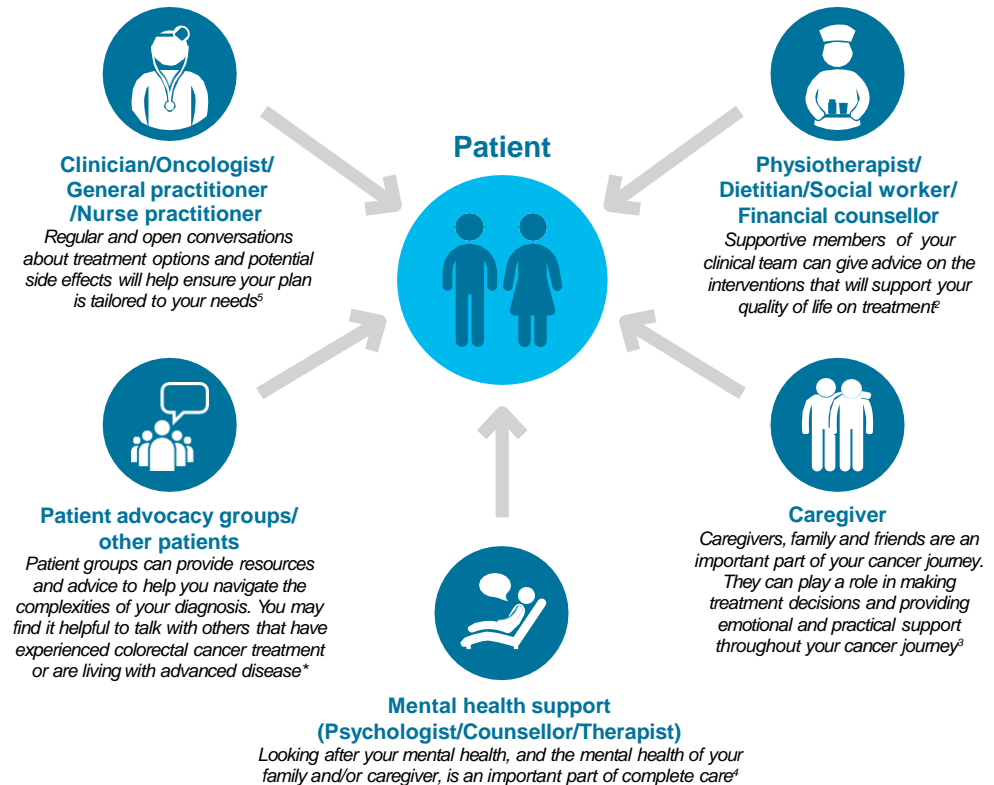 Patient
Clinician/Oncologist/
General practitioner
/Nurse practitioner
Regular and open conversations
about treatment options and potential
side effects will help ensure your plan
is tailored to your needs⁵
Physiotherapist/
Dietitian/Social worker/
Financial counsellor
Supportive members of your
clinical team can give advice on the
interventions that will support your
quality of life on treatment²
Patient advocacy groups/
other patients
Patient groups can provide resources
and advice to help you navigate the
complexities of your diagnosis. You may
find it helpful to talk with others that have
experienced colorectal cancer treatment
or are living with advanced disease*
Caregiver
Caregivers, family and friends are an
important part of your cancer journey.
They can play a role in making
treatment decisions and providing
emotional and practical support
throughout your cancer journey³
Mental health support
(Psychologist/Counsellor/Therapist)
Looking after your mental health, and the mental health of your
family and/or caregiver, is an important part of complete care⁴